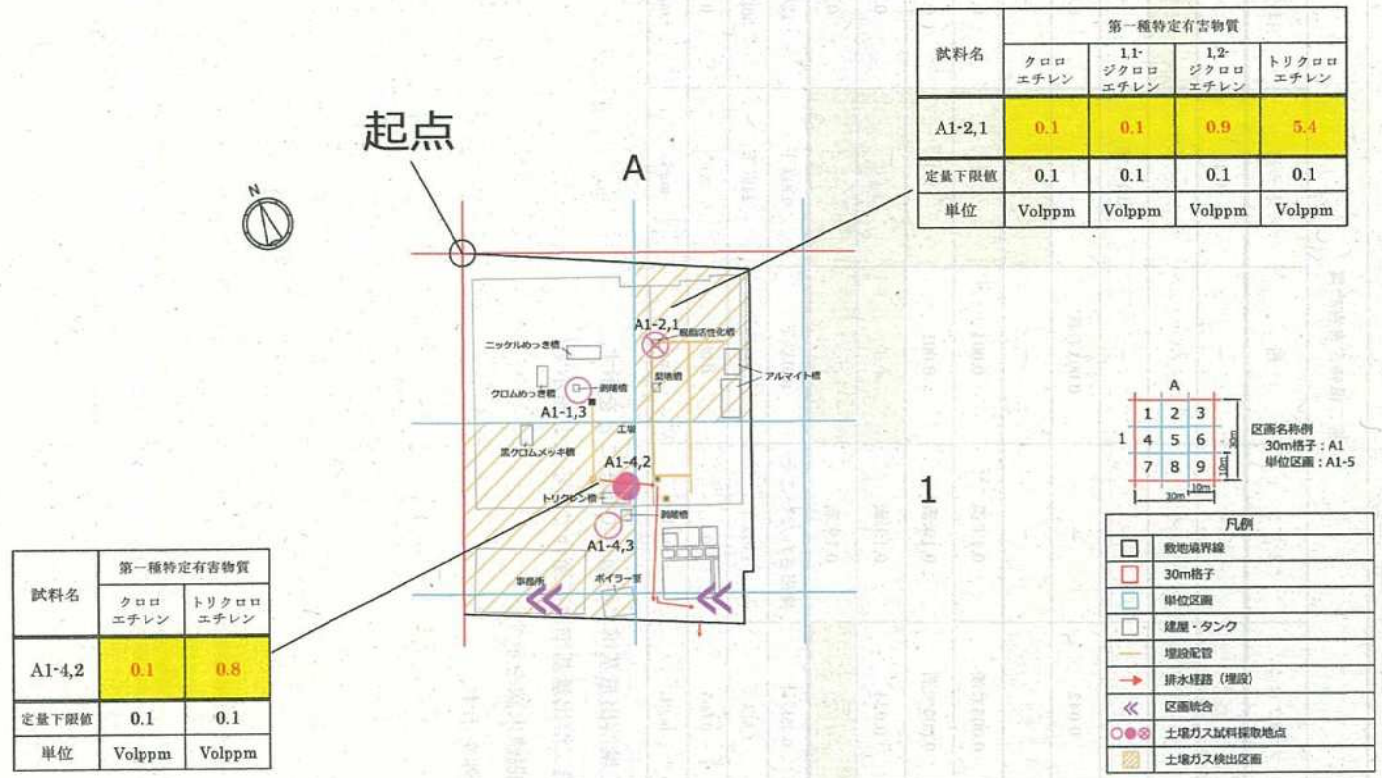 第一種特定有害物質
試料名
クロロ
エチレン
1,1-
ジクロロ
エチレン
1,2-
ジクロロ
エチレン
トリクロロ
エチレン
A1-2,1 0.1 0.1 0.9 5.4
定量下限値 0.1 0.1 0.1 0.1
単位 Volppm Volppm Volppm Volppm
起点
A
N
A1-2,1
脱脂活性化槽
ニッケルめっき槽
クロムめっき槽
剥離槽
A1-1,3
アルマイト槽
工場
黒クロムメッキ槽
A1-4,2
トリクレン槽
剥離槽
A1-4,3
事務所
ボイラー室
1
A
1 2 3
1 4 5 6
7 8 9
30m
10m
10m
30m
区画名称例
30m格子：A1
単位区画：A1-5
凡例
敷地境界線
30m格子
単位区画
建屋・タンク
埋設配管
排水経路（埋設）
区画統合
土壌ガス試料採取地点
土壌ガス検出区画
第一種特定有害物質
試料名
クロロ
エチレン
トリクロロ
エチレン
A1-4,2 0.1 0.8
定量下限値 0.1 0.1
単位 Volppm Volppm